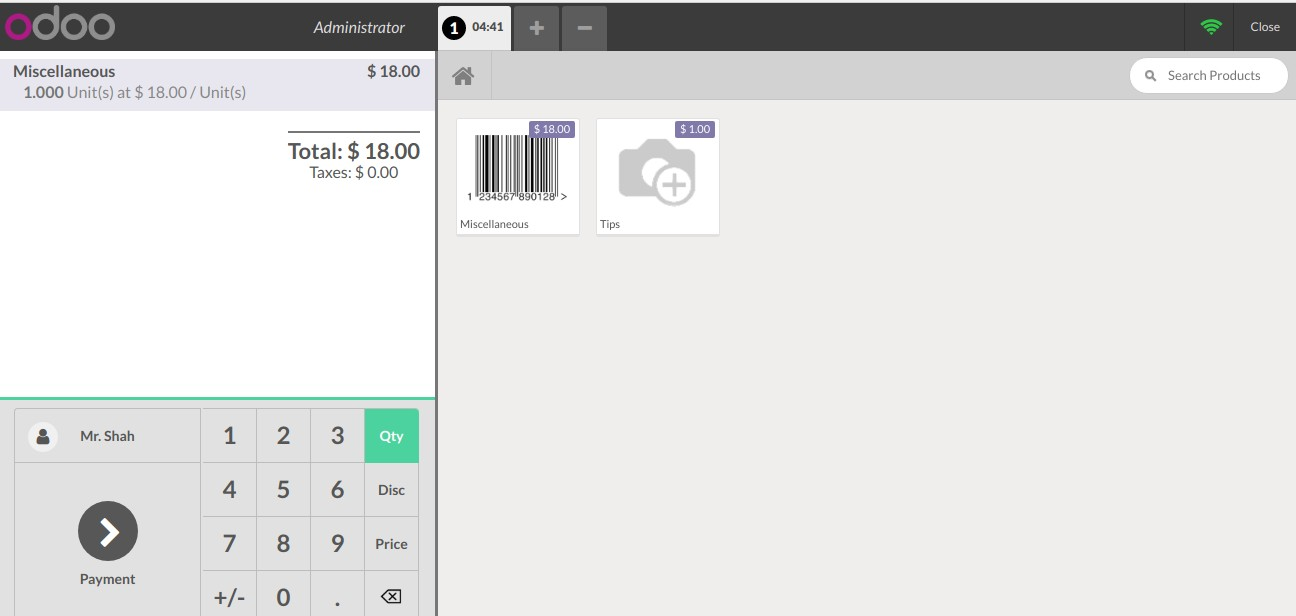 odoo
Administrator
1 04:41 + −
Close
Miscellaneous $ 18.00
1.000 Unit(s) at $ 18.00 / Unit(s)
Total: $ 18.00
Taxes: $ 0.00
Search Products
$ 18.00
1 234567 890128 >
Miscellaneous
$ 1.00
Tips
Mr. Shah
Payment
1 2 3 Qty
4 5 6 Disc
7 8 9 Price
+/- 0 .